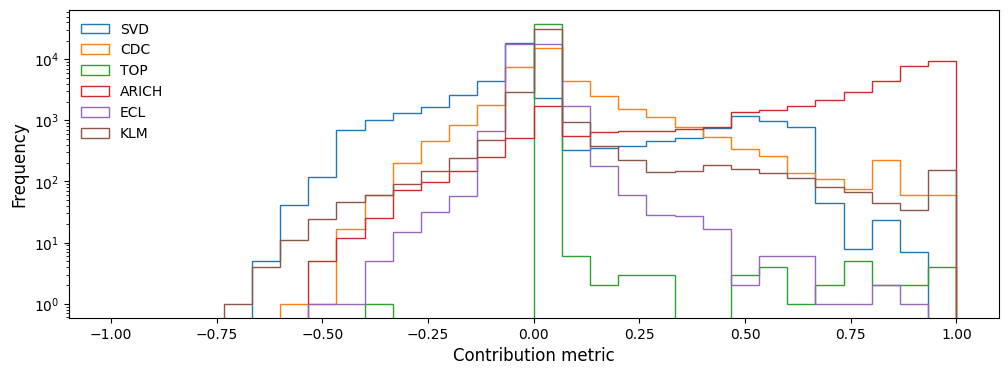 SVD
CDC
TOP
ARICH
ECL
KLM
Frequency
10⁴
10³
10²
10¹
10⁰
−1.00 −0.75 −0.50 −0.25 0.00 0.25 0.50 0.75 1.00
Contribution metric